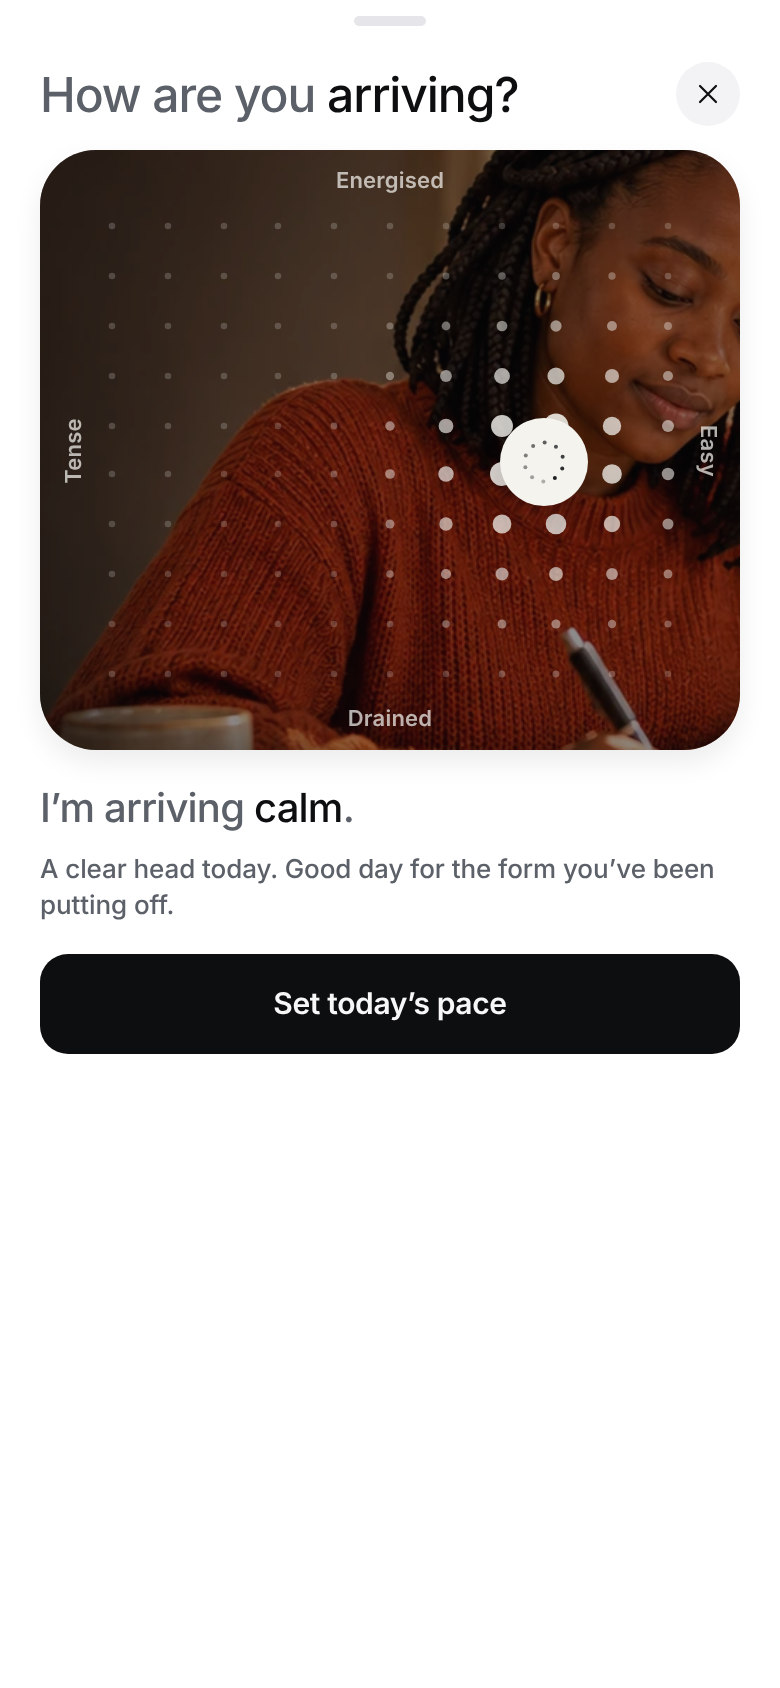 How are you arriving?
Energised
Tense
Easy
Drained
I’m arriving calm.
A clear head today. Good day for the form you’ve been
putting off.
Set today’s pace